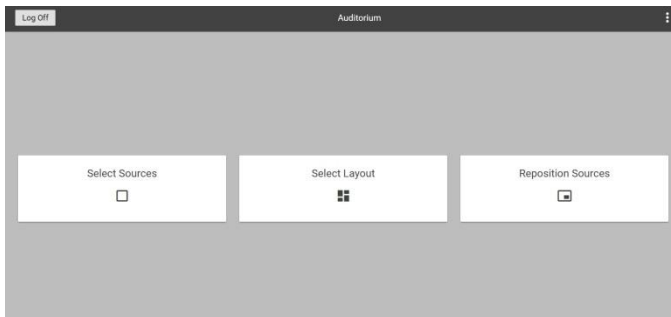 Log Off
Auditorium
Select Sources
Select Layout
Reposition Sources